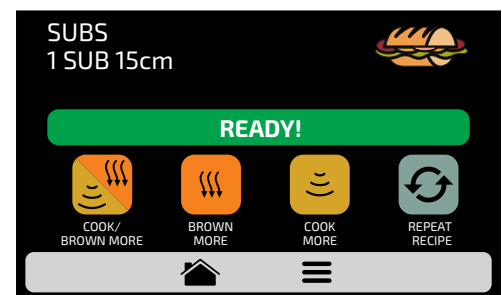 SUBS
1 SUB 15cm
READY!
COOK/
BROWN MORE
BROWN
MORE
COOK
MORE
REPEAT
RECIPE